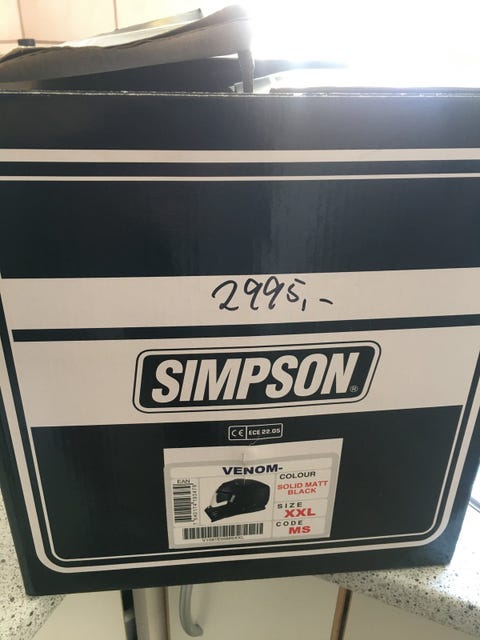 2995,-
SIMPSON®
CE ECE 22.05
VENOM-
EAN
COLOUR
SOLID MATT
BLACK
SIZE
XXL
CODE
MS